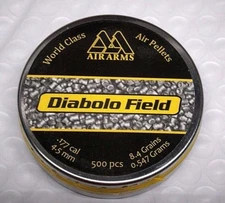 World Class
Air Pellets
AIR ARMS
Diabolo Field
.177 cal
4.5 mm
500 pcs
8.4 Grains
0.547 Grams